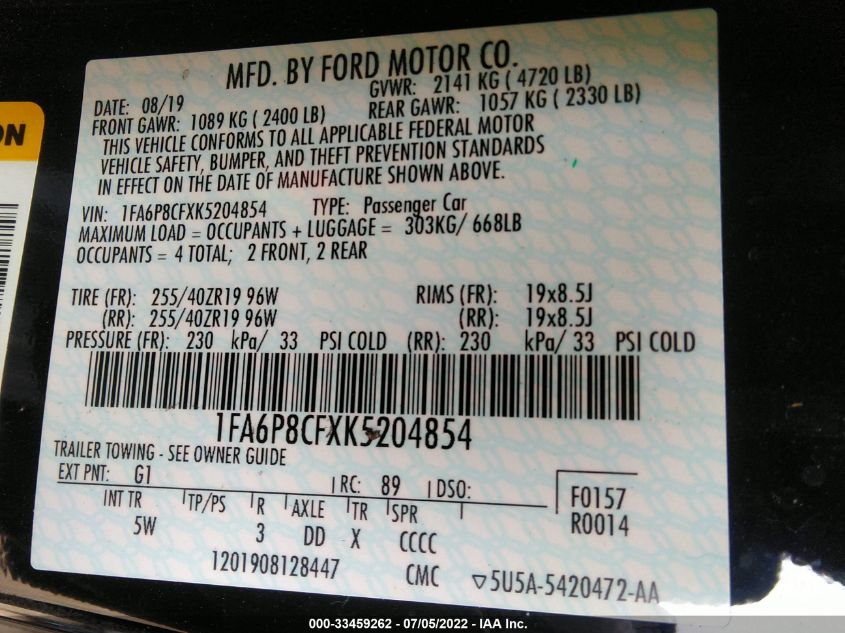 ON
MFD. BY FORD MOTOR CO.
DATE: 08/19 GVWR: 2141 KG ( 4720 LB)
FRONT GAWR: 1089 KG ( 2400 LB) REAR GAWR: 1057 KG ( 2330 LB)
THIS VEHICLE CONFORMS TO ALL APPLICABLE FEDERAL MOTOR
VEHICLE SAFETY, BUMPER, AND THEFT PREVENTION STANDARDS
IN EFFECT ON THE DATE OF MANUFACTURE SHOWN ABOVE.
VIN: 1FA6P8CFXK5204854 TYPE: Passenger Car
MAXIMUM LOAD = OCCUPANTS + LUGGAGE = 303KG/ 668LB
OCCUPANTS = 4 TOTAL; 2 FRONT, 2 REAR
TIRE (FR): 255/40ZR19 96W RIMS (FR): 19x8.5J
(RR): 255/40ZR19 96W (RR): 19x8.5J
PRESSURE (FR): 230 kPa/ 33 PSI COLD (RR): 230 kPa/ 33 PSI COLD
1FA6P8CFXK5204854
TRAILER TOWING - SEE OWNER GUIDE
EXT PNT: G1 RC: 89 DSO: F0157
INT TR TP/PS R AXLE TR SPR R0014
5W 3 DD X CCCC
1201908128447 CMC ▽5U5A-5420472-AA
000-33459262 - 07/05/2022 - IAA Inc.